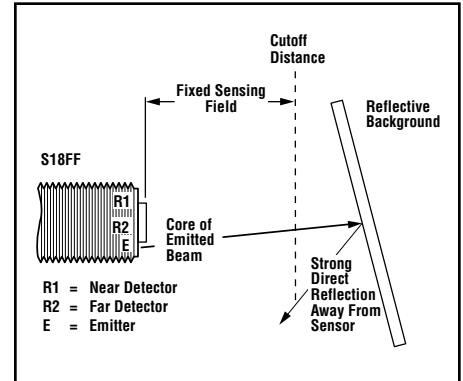 Cutoff
Distance
Fixed Sensing
Field
Reflective
Background
S18FF
R1
R2
E
Core of
Emitted
Beam
Strong
Direct
Reflection
Away From
Sensor
R1 = Near Detector
R2 = Far Detector
E = Emitter